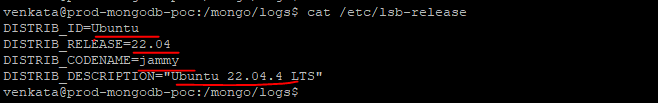 venkata@prod-mongodb-poc:/mongo/logs$ cat /etc/lsb-release
DISTRIB_ID=Ubuntu
DISTRIB_RELEASE=22.04
DISTRIB_CODENAME=jammy
DISTRIB_DESCRIPTION="Ubuntu 22.04.4 LTS"
venkata@prod-mongodb-poc:/mongo/logs$